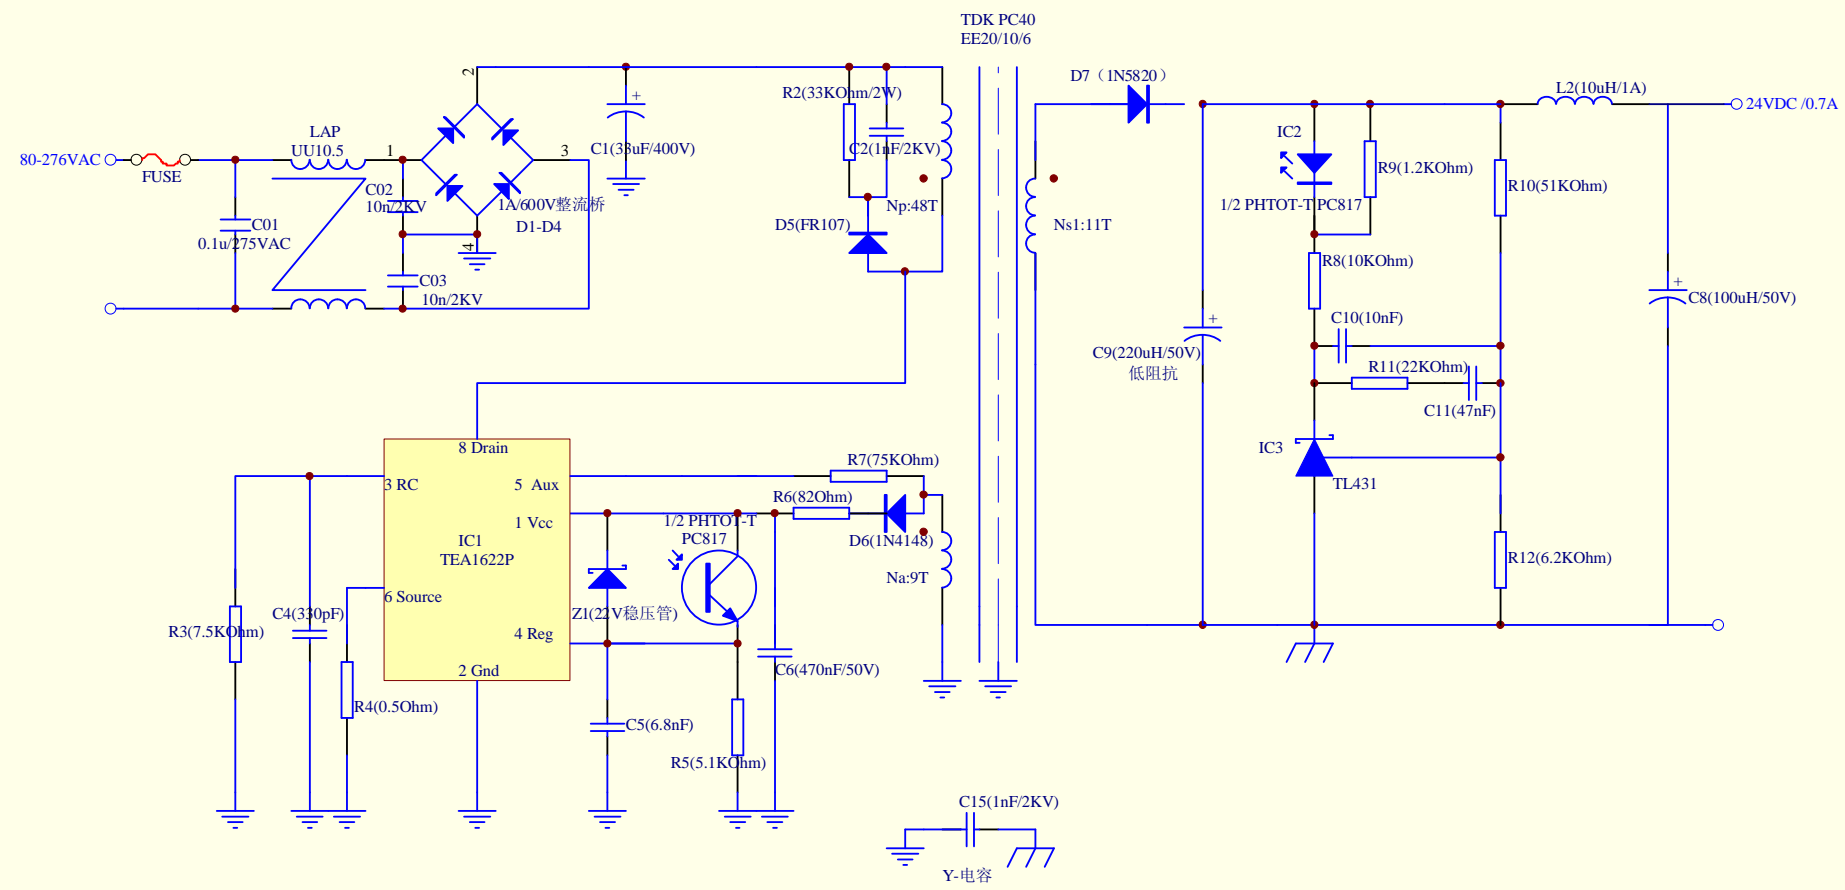 TDK PC40
EE20/10/6
80-276VAC
FUSE
C01
0.1u/275VAC
LAP
UU10.5
C02
10n/2KV
C03
10n/2KV
1
2
3
4
1A/600V整流桥
D1-D4
C1(33uF/400V)
R2(33KOhm/2W)
C2(1nF/2KV)
D5(FR107)
Np:48T
Ns1:11T
D7（1N5820）
C9(220uH/50V)
低阻抗
IC2
1/2 PHTOT-T PC817
R9(1.2KOhm)
R8(10KOhm)
C10(10nF)
R11(22KOhm)
C11(47nF)
IC3
TL431
R10(51KOhm)
R12(6.2KOhm)
L2(10uH/1A)
24VDC /0.7A
C8(100uH/50V)
8 Drain
3 RC
5 Aux
1 Vcc
IC1
TEA1622P
6 Source
4 Reg
2 Gnd
R3(7.5KOhm)
C4(330pF)
R4(0.5Ohm)
R7(75KOhm)
R6(82Ohm)
1/2 PHTOT-T
PC817
D6(1N4148)
Na:9T
Z1(22V稳压管)
C6(470nF/50V)
C5(6.8nF)
R5(5.1KOhm)
C15(1nF/2KV)
Y-电容